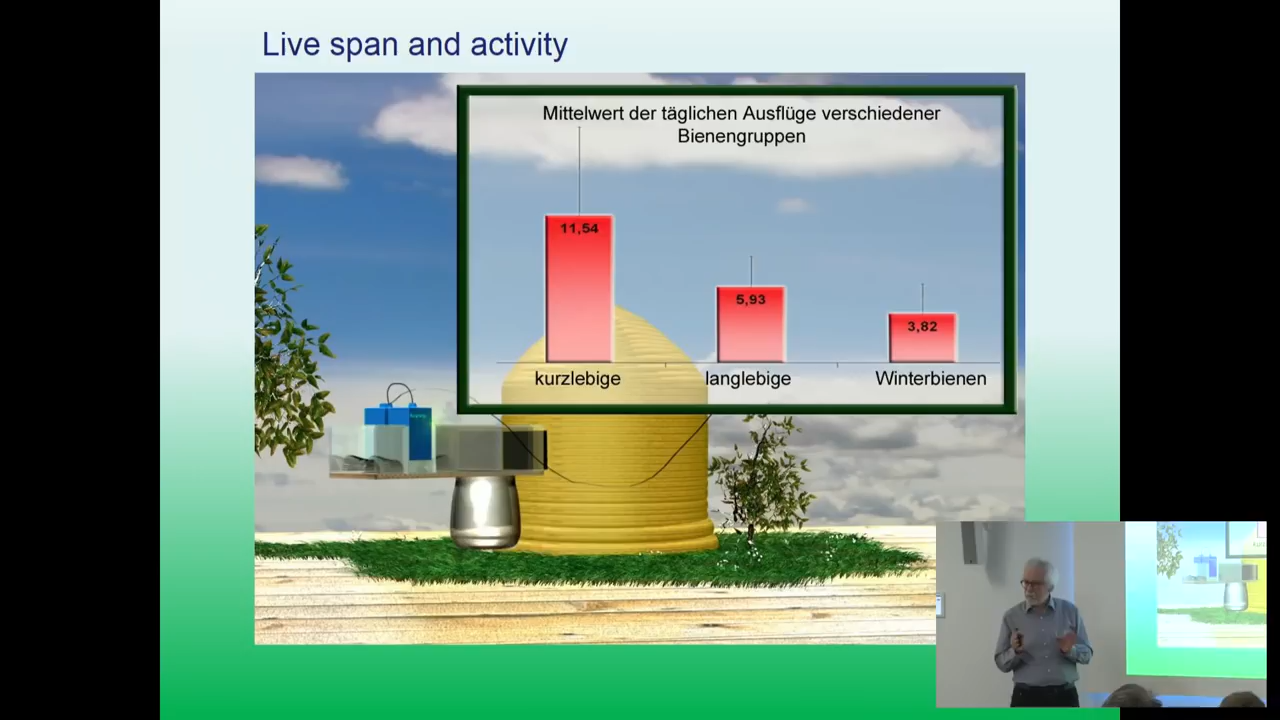 Live span and activity
Mittelwert der täglichen Ausflüge verschiedener
Bienengruppen
11,54
5,93
3,82
kurzlebige
langlebige
Winterbienen